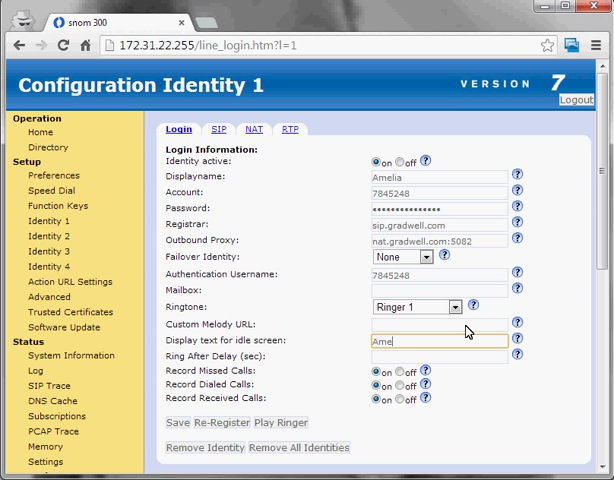 snom 300
172.31.22.255/line_login.htm?l=1
Configuration Identity 1
VERSION 7
Logout
Operation
Home
Directory
Setup
Preferences
Speed Dial
Function Keys
Identity 1
Identity 2
Identity 3
Identity 4
Action URL Settings
Advanced
Trusted Certificates
Software Update
Status
System Information
Log
SIP Trace
DNS Cache
Subscriptions
PCAP Trace
Memory
Settings
Login SIP NAT RTP
Login Information:
Identity active: on off ?
Displayname: Amelia ?
Account: 7845248 ?
Password: ••••••••••••••• ?
Registrar: sip.gradwell.com ?
Outbound Proxy: nat.gradwell.com:5082 ?
Failover Identity: None ?
Authentication Username: 7845248 ?
Mailbox: ?
Ringtone: Ringer 1 ?
Custom Melody URL: ?
Display text for idle screen: Ame ?
Ring After Delay (sec): ?
Record Missed Calls: on off ?
Record Dialed Calls: on off ?
Record Received Calls: on off ?
Save Re-Register Play Ringer
Remove Identity Remove All Identities